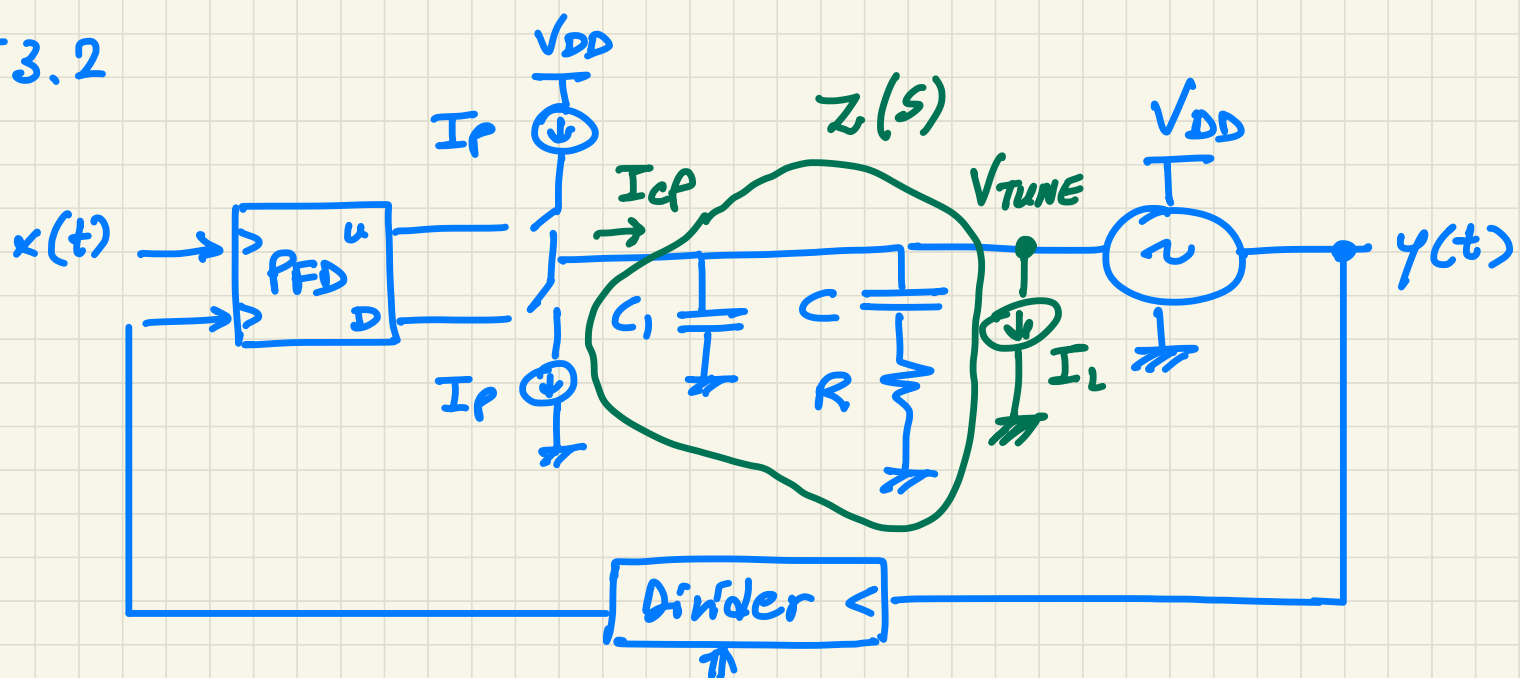 3.2
VDD
Z(S)
VDD
IP
ICP
VTUNE
x(t)
PFD
U
D
y(t)
C1
C
IL
IP
R
Divider